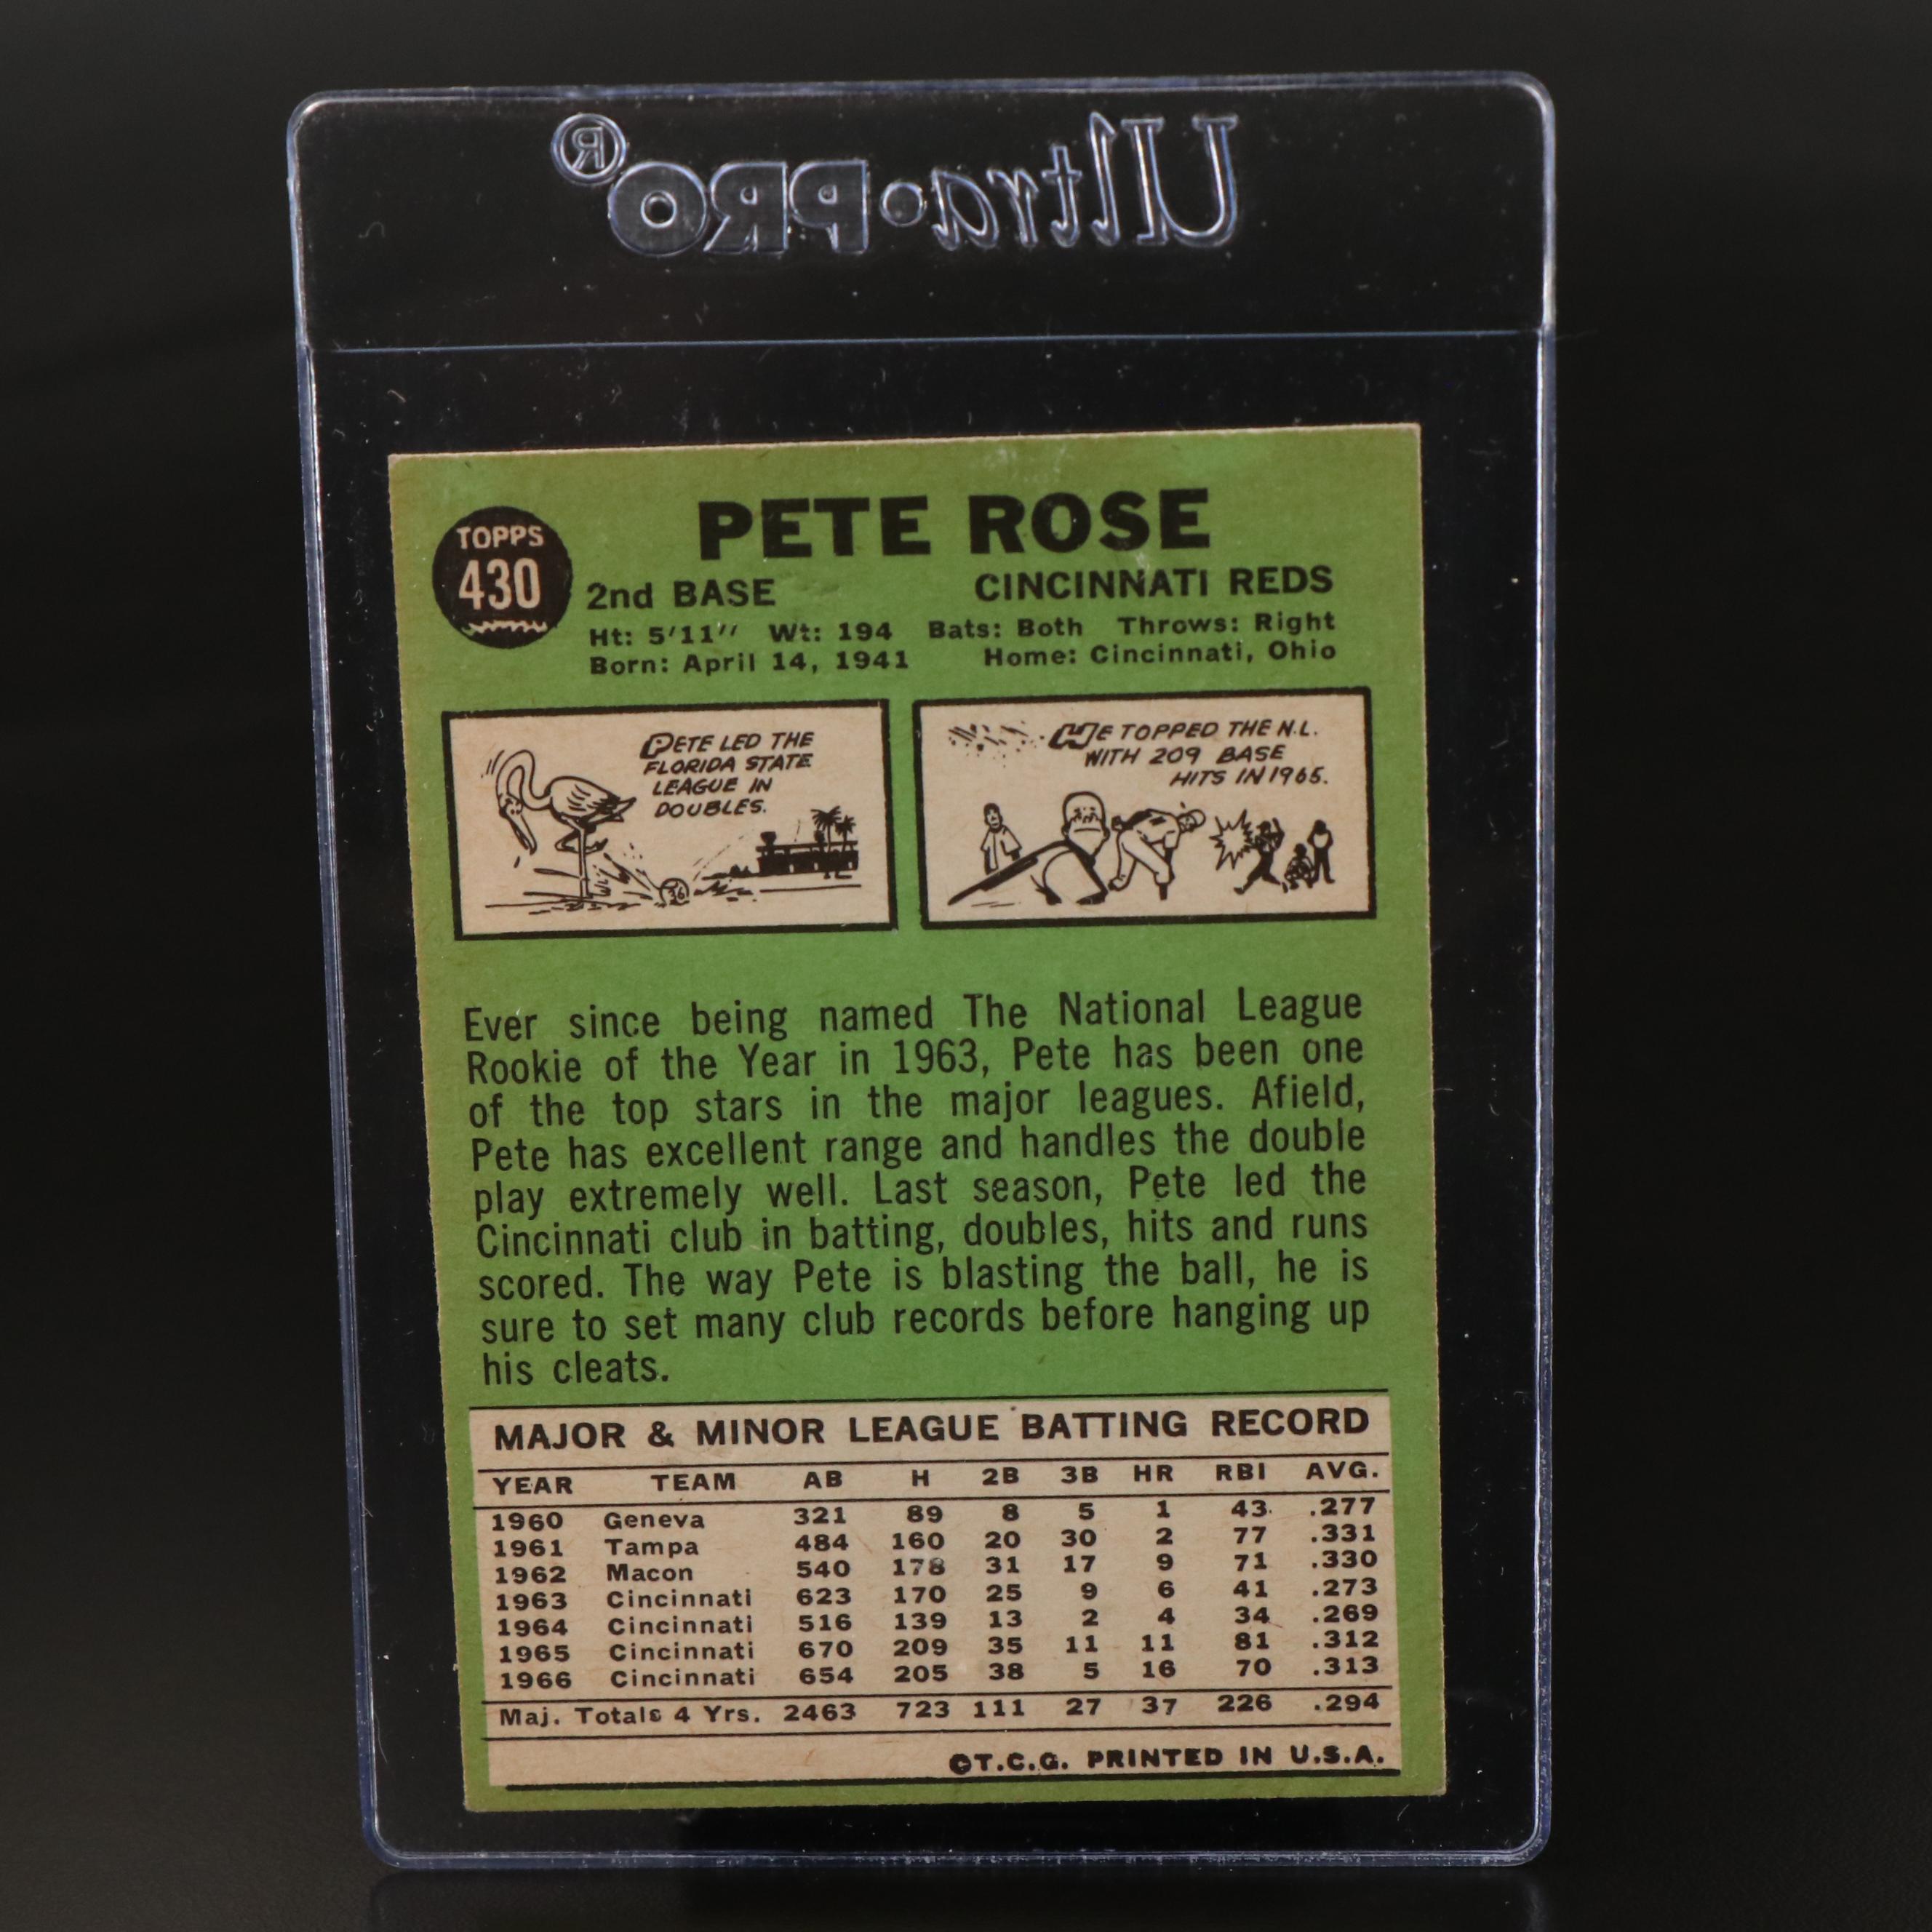 Ultra•PRO®
TOPPS
430
PETE ROSE
2nd BASE CINCINNATI REDS
Ht: 5'11" Wt: 194 Bats: Both Throws: Right
Born: April 14, 1941 Home: Cincinnati, Ohio
PETE LED THE
FLORIDA STATE
LEAGUE IN
DOUBLES.
HE TOPPED THE N.L.
WITH 209 BASE
HITS IN 1965.
Ever since being named The National League
Rookie of the Year in 1963, Pete has been one
of the top stars in the major leagues. Afield,
Pete has excellent range and handles the double
play extremely well. Last season, Pete led the
Cincinnati club in batting, doubles, hits and runs
scored. The way Pete is blasting the ball, he is
sure to set many club records before hanging up
his cleats.
MAJOR & MINOR LEAGUE BATTING RECORD
YEAR TEAM AB H 2B 3B HR RBI AVG.
1960 Geneva 321 89 8 5 1 43 .277
1961 Tampa 484 160 20 30 2 77 .331
1962 Macon 540 178 31 17 9 71 .330
1963 Cincinnati 623 170 25 9 6 41 .273
1964 Cincinnati 516 139 13 2 4 34 .269
1965 Cincinnati 670 209 35 11 11 81 .312
1966 Cincinnati 654 205 38 5 16 70 .313
Maj. Totals 4 Yrs. 2463 723 111 27 37 226 .294
©T.C.G. PRINTED IN U.S.A.